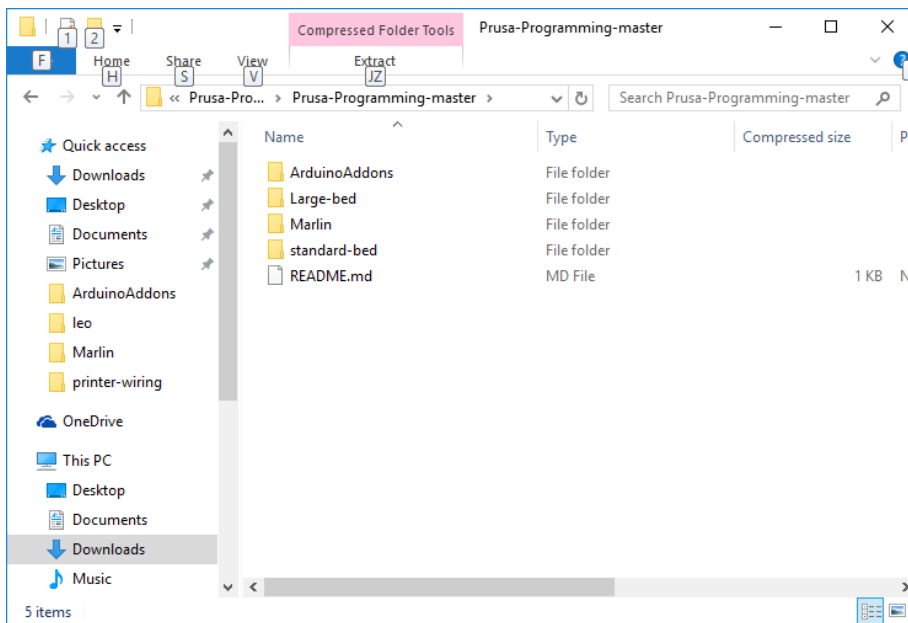 1 2
Compressed Folder Tools Prusa-Programming-master
F Home Share View Extract ?
H S V JZ
« Prusa-Pro... > Prusa-Programming-master > Search Prusa-Programming-master
Quick access
Downloads
Desktop
Documents
Pictures
ArduinoAddons
leo
Marlin
printer-wiring
OneDrive
This PC
Desktop
Documents
Downloads
Music
Name Type Compressed size P
ArduinoAddons File folder
Large-bed File folder
Marlin File folder
standard-bed File folder
README.md MD File 1 KB N
5 items